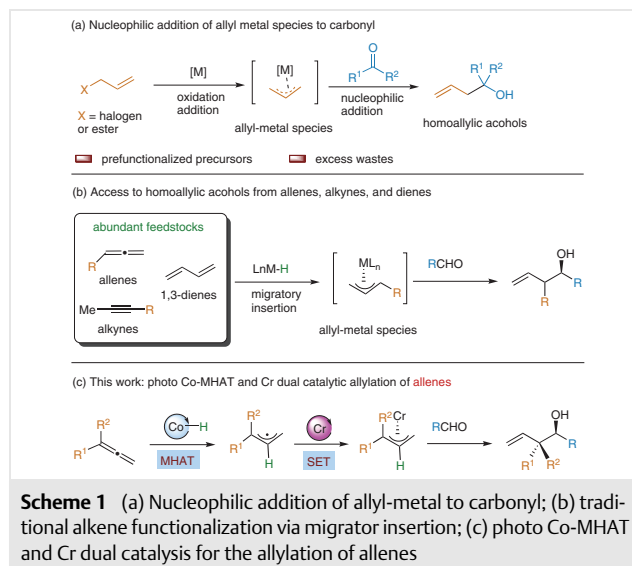 (a) Nucleophilic addition of allyl metal species to carbonyl
X
X = halogen
or ester
[M]
oxidation
addition
[M]
allyl-metal species
O
R1 R2
nucleophilic
addition
R1 R2
OH
homoallylic acohols
prefunctionalized precursors
excess wastes
(b) Access to homoallylic acohols from allenes, alkynes, and dienes
abundant feedstocks
R
allenes
1,3-dienes
Me R
alkynes
LnM-H
migratory
insertion
MLn
R
allyl-metal species
RCHO
OH
R
R
(c) This work: photo Co-MHAT and Cr dual catalytic allylation of allenes
R2
R1
Co H
MHAT
R2
R1
H
Cr
SET
R2 Cr
R1
H
RCHO
OH
R
R1 R2
Scheme 1 (a) Nucleophilic addition of allyl-metal to carbonyl; (b) tradi-
tional alkene functionalization via migrator insertion; (c) photo Co-MHAT
and Cr dual catalysis for the allylation of allenes